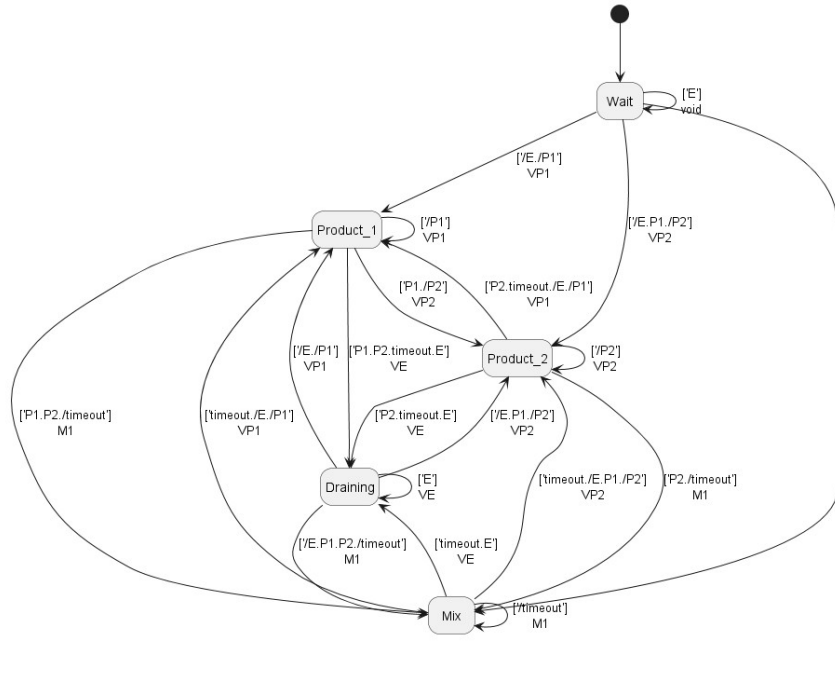 Wait
['E']
void
['/E./P1']
VP1
Product_1
['/P1']
VP1
['/E.P1./P2']
VP2
['P1./P2']
VP2
['P2.timeout./E./P1']
VP1
['/E./P1']
VP1
['P1.P2.timeout.E']
VE
Product_2
['/P2']
VP2
['P1.P2./timeout']
M1
['timeout./E./P1']
VP1
['P2.timeout.E']
VE
['/E.P1./P2']
VP2
Draining
['E']
VE
['timeout./E.P1./P2']
VP2
['P2./timeout']
M1
['/E.P1.P2./timeout']
M1
['timeout.E']
VE
Mix
['/timeout']
M1